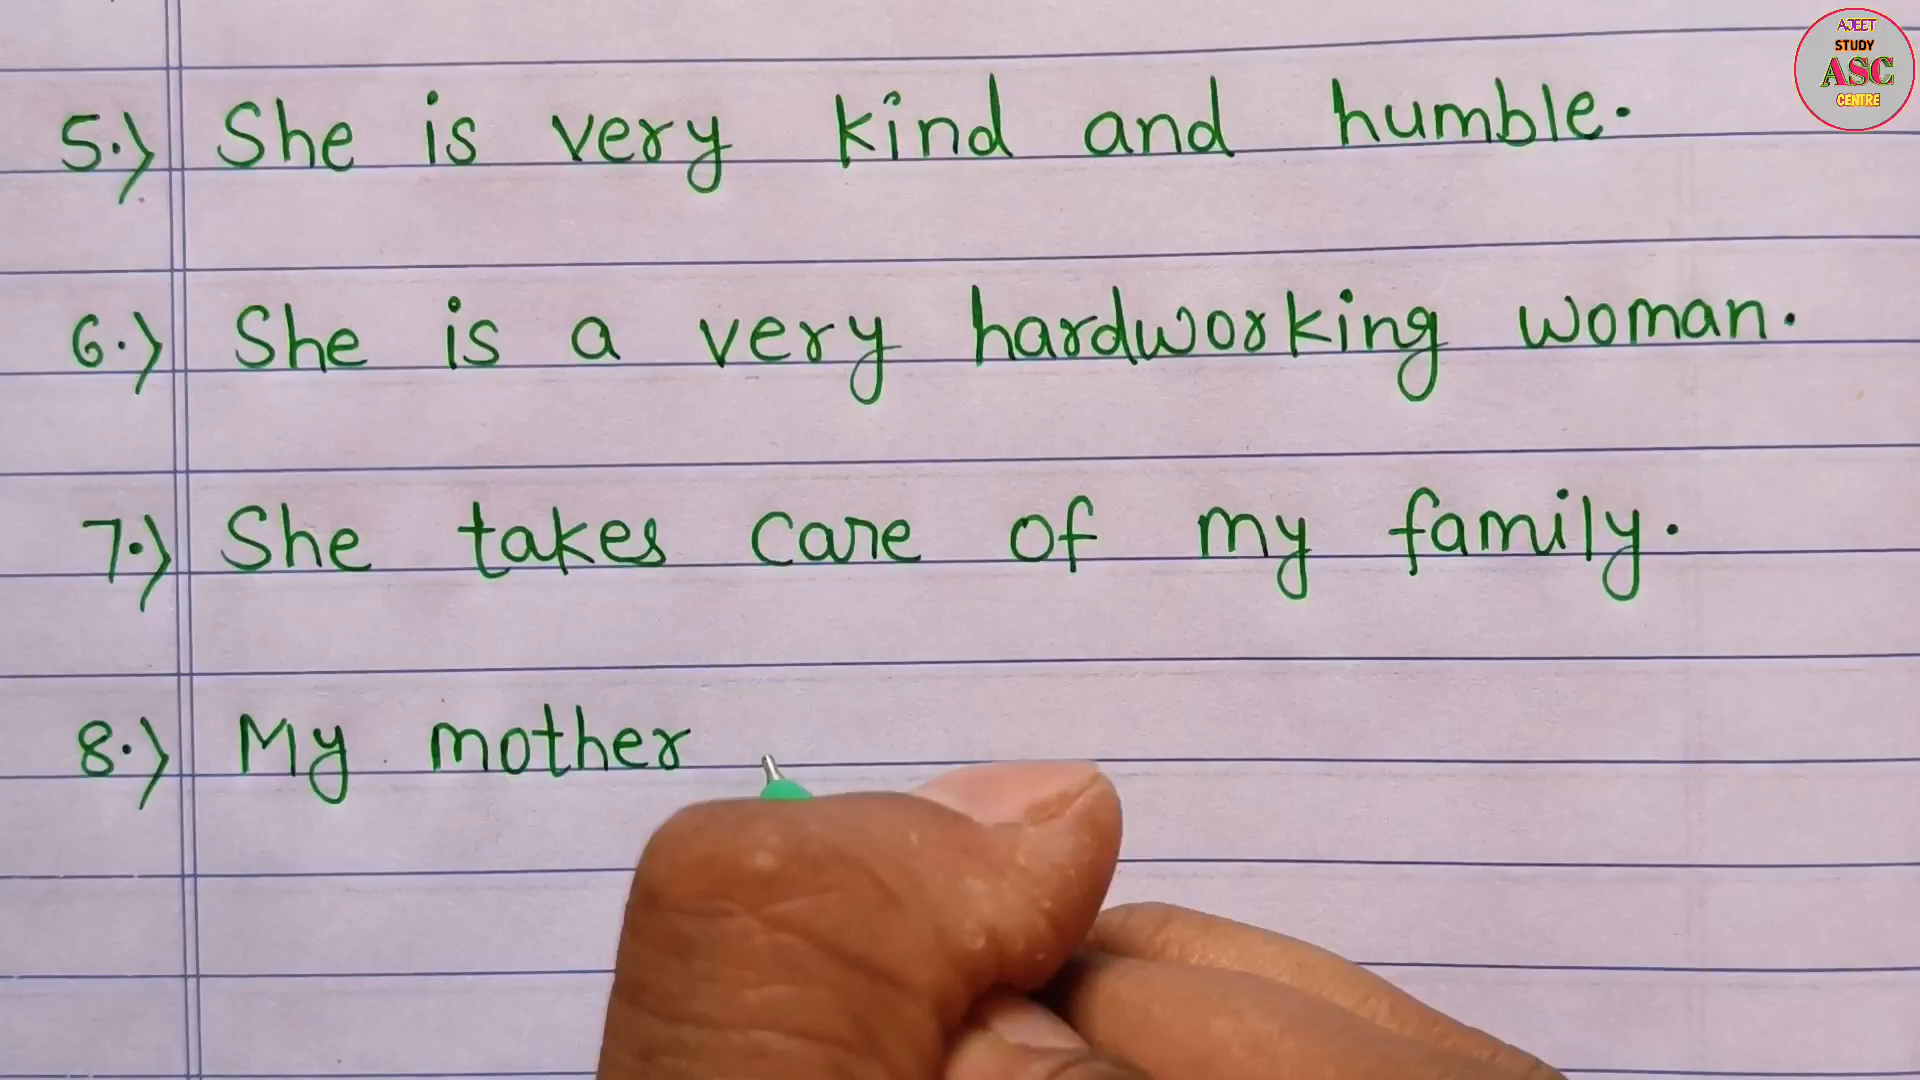 AJEET
STUDY
ASC
CENTRE
5.) She is very kind and humble.
6.) She is a very hardworking woman.
7.) She takes care of my family.
8.) My mother